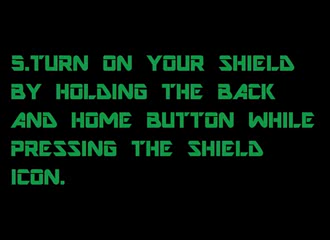 5.TURN ON YOUR SHIELD
BY HOLDING THE BACK
AND HOME BUTTON WHILE
PRESSING THE SHIELD
ICON.